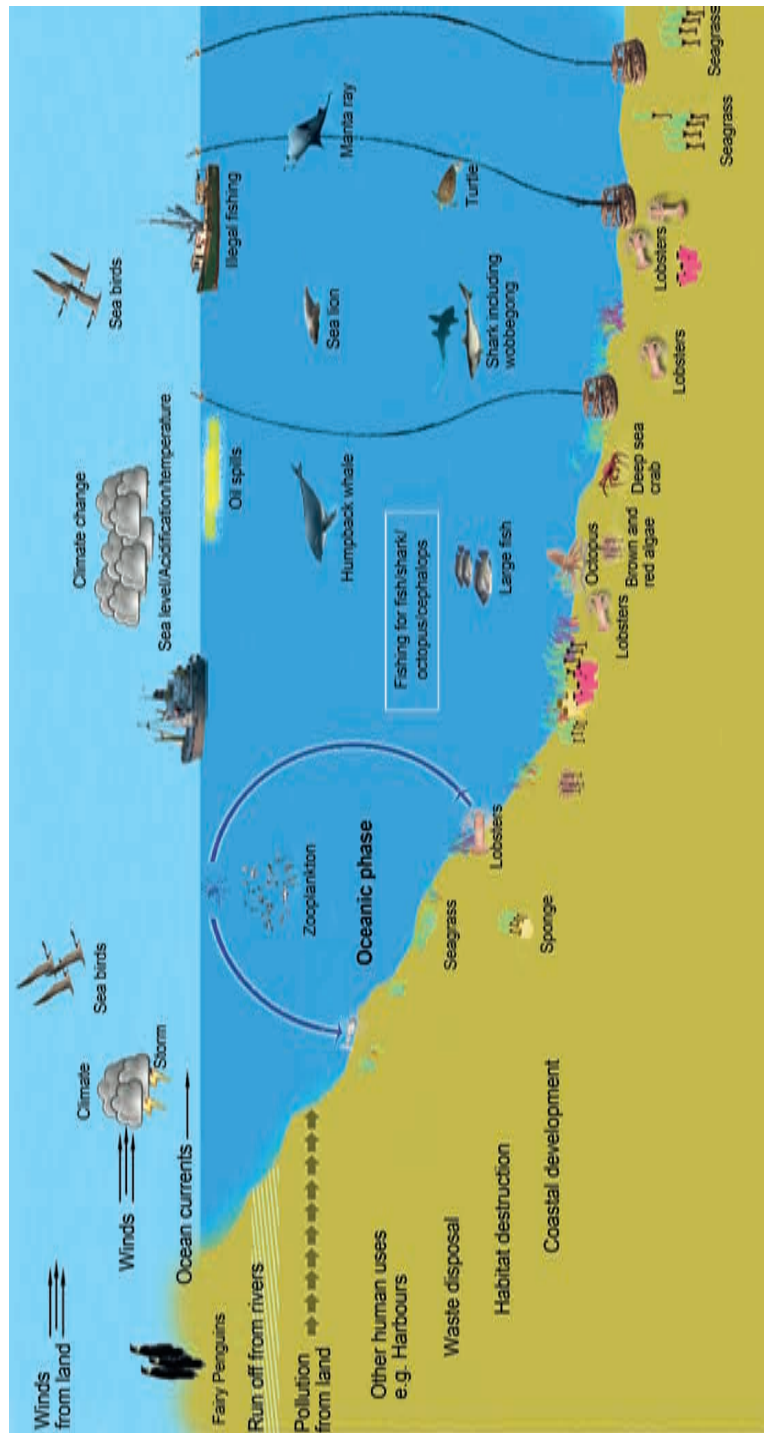 Winds
from land
Winds
Climate
Storm
Sea birds
Climate change
Sea level/Acidification/temperature
Sea birds
Ocean currents
Fairy Penguins
Run off from rivers
Pollution
from land
Other human uses
e.g. Harbours
Waste disposal
Habitat destruction
Coastal development
Zooplankton
Oceanic phase
Seagrass
Sponge
Lobsters
Oil spills
Humpback whale
Fishing for fish/shark/
octopus/cephalops
Large fish
Octopus
Lobsters
Brown and
red algae
Deep sea
crab
Illegal fishing
Sea lion
Shark including
wobbegong
Manta ray
Turtle
Lobsters
Lobsters
Seagrass
Seagrass